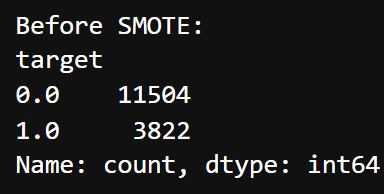 Before SMOTE:
target
0.0    11504
1.0     3822
Name: count, dtype: int64